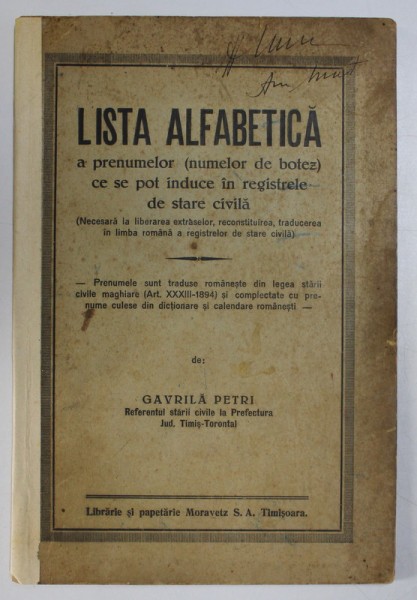 LISTA ALFABETICĂ
a prenumelor (numelor de botez)
ce se pot induce în registrele
de stare civilă
(Necesară la liberarea extraselor, reconstituirea, traducerea
în limba română a registrelor de stare civilă)
— Prenumele sunt traduse românește din legea stării
civile maghiare (Art. XXXIII-1894) și complectate cu pre-
nume culese din dicționare și calendare românești —
de:
GAVRILĂ PETRI
Referentul stării civile la Prefectura
Jud. Timiș-Torontal
Librărie și papetărie Moravetz S. A. Timișoara.